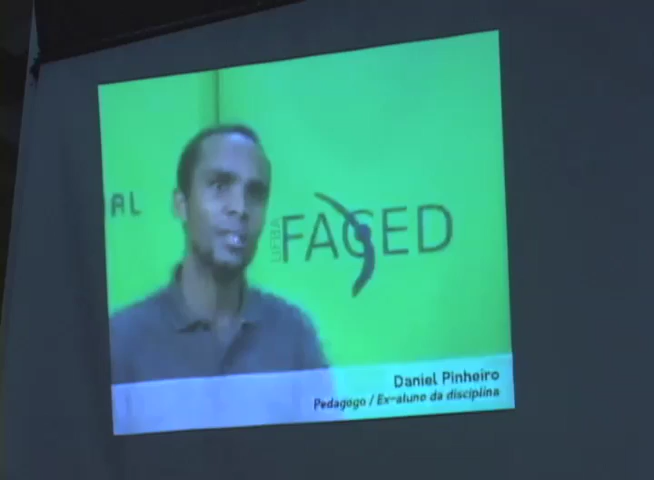 AL
UFBA
FACED
Daniel Pinheiro
Pedagogo / Ex-aluno da disciplina